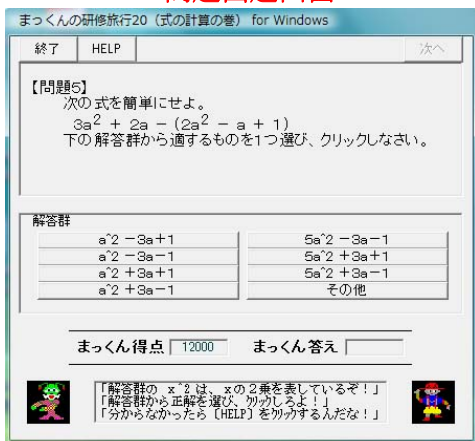 まっくんの研修旅行20（式の計算の巻） for Windows
終了 HELP 次へ
【問題5】
次の式を簡単にせよ。
3a² + 2a − (2a² − a + 1)
下の解答群から適するものを1つ選び、クリックしなさい。
解答群
a^2 −3a+1 5a^2 −3a−1
a^2 −3a−1 5a^2 +3a+1
a^2 +3a+1 5a^2 +3a−1
a^2 +3a−1 その他
まっくん得点 12000 まっくん答え
「解答群の x^2 は、xの2乗を表しているぞ！」
「解答群から正解を選び、クリックしろよ！」
「分からなかったら〔HELP〕をクリックするんだな！」